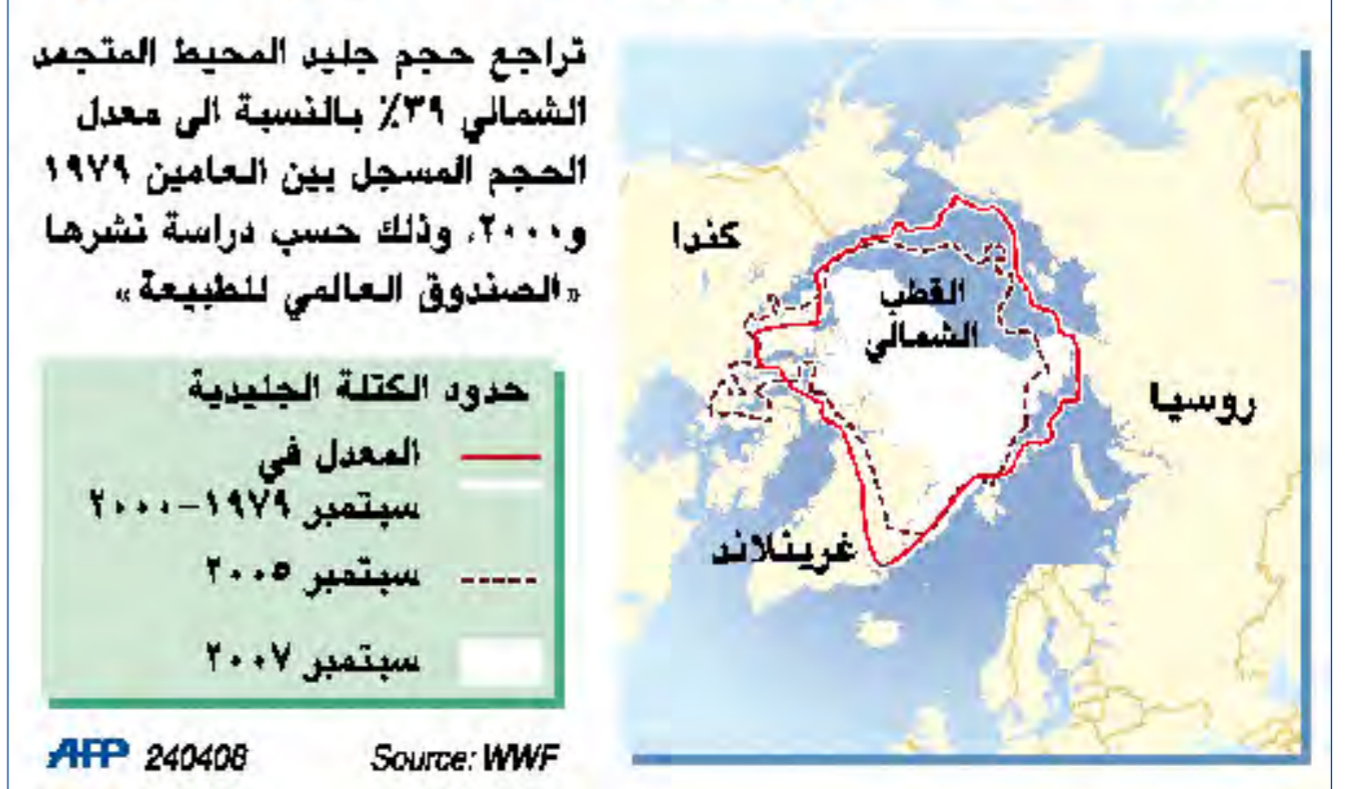 تراجع حجم جليد المحيط المتجمد
الشمالي ٣٩٪ بالنسبة الى معدل
الحجم المسجل بين العامين ١٩٧٩
و٢٠٠٠، وذلك حسب دراسة نشرها
«الصندوق العالمي للطبيعة»
حدود الكتلة الجليدية
المعدل في
سبتمبر ١٩٧٩-٢٠٠٠
سبتمبر ٢٠٠٥
سبتمبر ٢٠٠٧
AFP 240408 Source: WWF
كندا
القطب
الشمالي
روسيا
غرينلاند